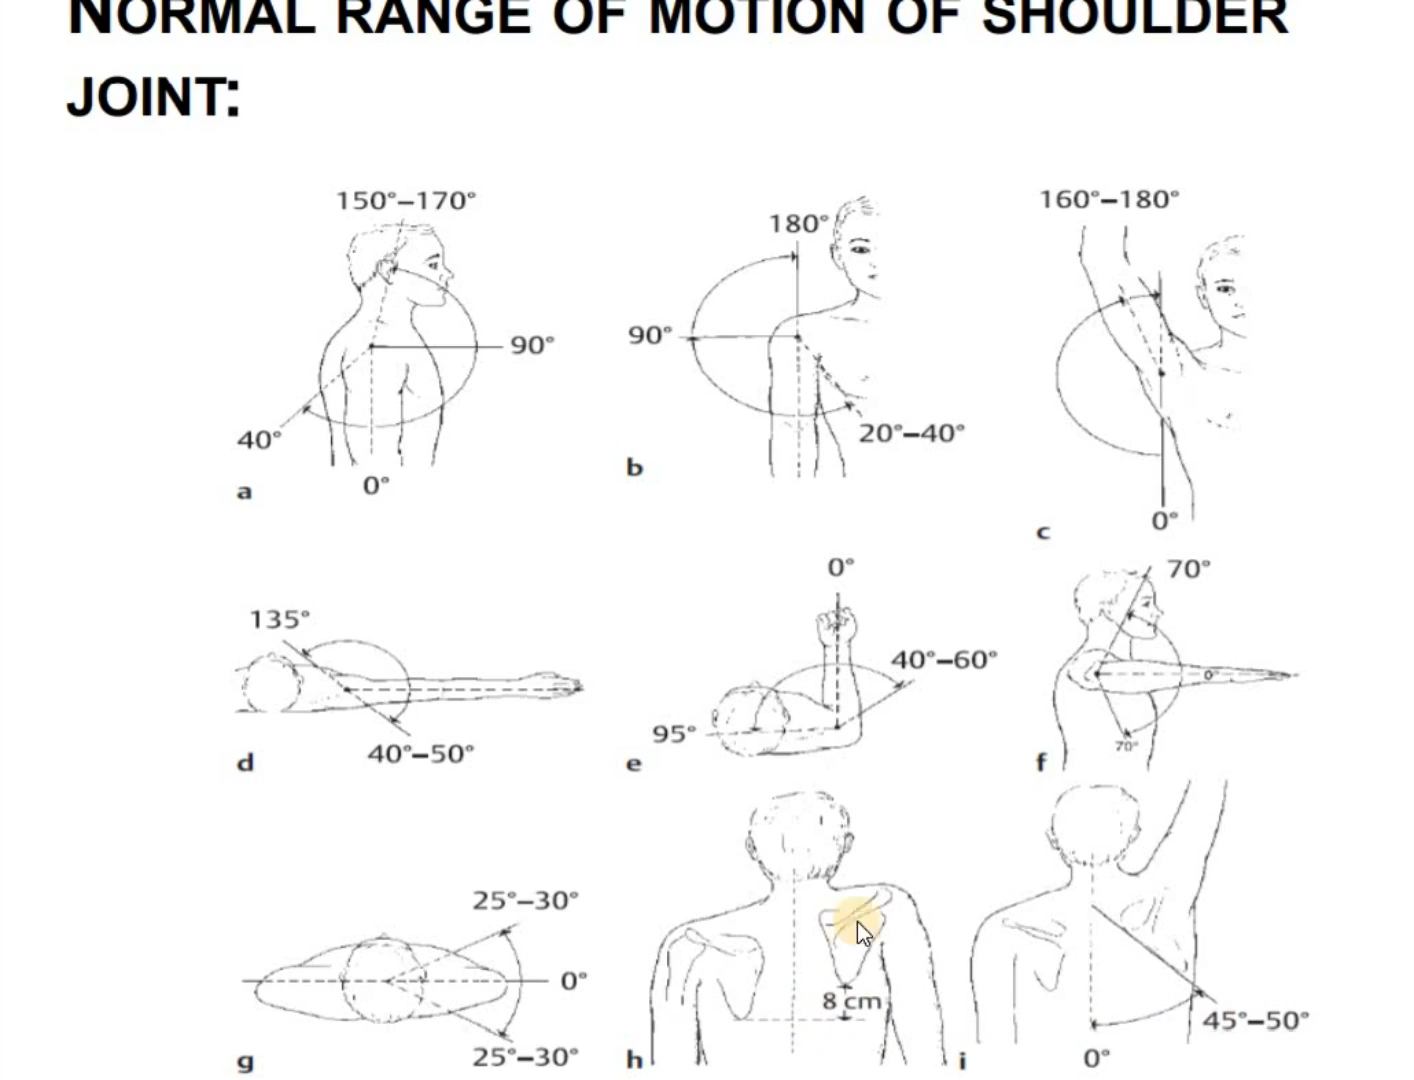 NORMAL RANGE OF MOTION OF SHOULDER
JOINT:
150°–170°
90°
40°
0°
a
180°
90°
20°–40°
b
160°–180°
0°
c
135°
40°–50°
d
0°
40°–60°
95°
e
70°
0°
70°
f
25°–30°
0°
25°–30°
g
8 cm
h
45°–50°
0°
i